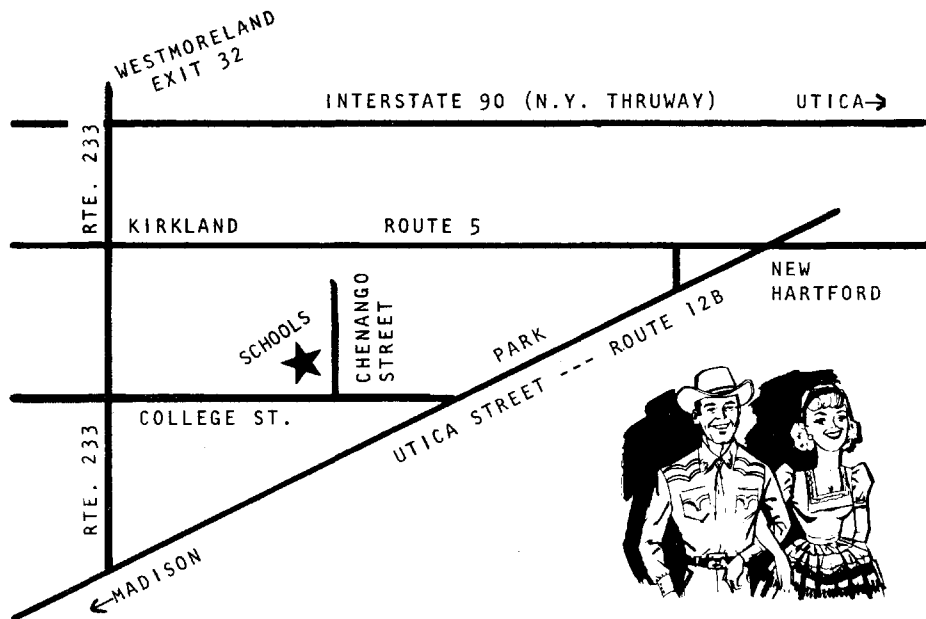 WESTMORELAND
EXIT 32
INTERSTATE 90 (N.Y. THRUWAY)
UTICA→
RTE. 233
KIRKLAND
ROUTE 5
NEW
HARTFORD
SCHOOLS
CHENANGO
STREET
PARK
UTICA STREET --- ROUTE 12B
COLLEGE ST.
RTE. 233
←MADISON